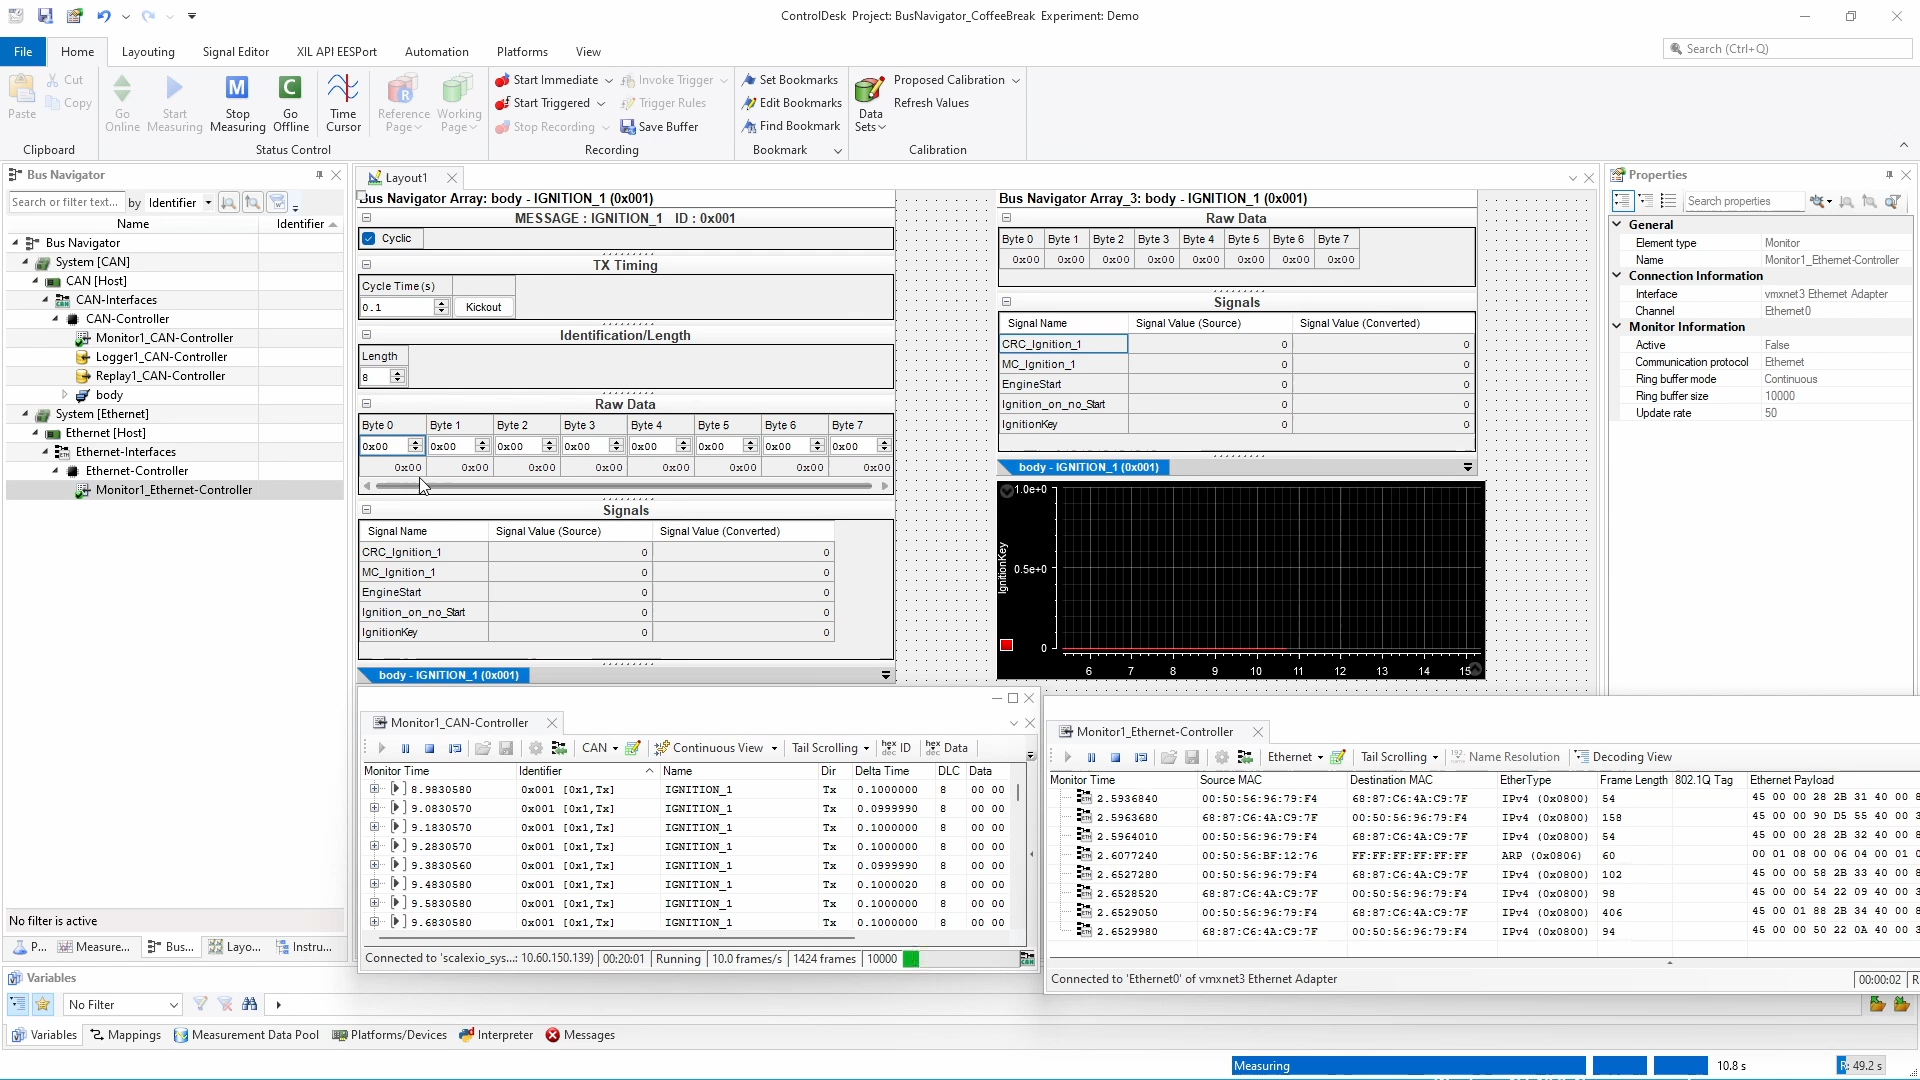 ControlDesk Project: BusNavigator_CoffeeBreak Experiment: Demo
File Home Layouting Signal Editor XIL API EESPort Automation Platforms View
Search (Ctrl+Q)
Paste Cut Copy
Clipboard
Go Online Start Measuring Stop Measuring Go Offline Time Cursor Reference Page Working Page
Status Control
Start Immediate Invoke Trigger
Start Triggered Trigger Rules
Stop Recording Save Buffer
Recording
Set Bookmarks
Edit Bookmarks
Find Bookmark
Bookmark
Data Sets
Proposed Calibration
Refresh Values
Calibration
Bus Navigator
Search or filter text... by Identifier
Name Identifier
Bus Navigator
System [CAN]
CAN [Host]
CAN-Interfaces
CAN-Controller
Monitor1_CAN-Controller
Logger1_CAN-Controller
Replay1_CAN-Controller
body
System [Ethernet]
Ethernet [Host]
Ethernet-Interfaces
Ethernet-Controller
Monitor1_Ethernet-Controller
No filter is active
P... Measure... Bus... Layo... Instru...
Layout1
Bus Navigator Array: body - IGNITION_1 (0x001)
MESSAGE : IGNITION_1 ID : 0x001
Cyclic
TX Timing
Cycle Time (s)
0.1 Kickout
Identification/Length
Length
8
Raw Data
Byte 0 Byte 1 Byte 2 Byte 3 Byte 4 Byte 5 Byte 6 Byte 7
0x00 0x00 0x00 0x00 0x00 0x00 0x00 0x00
0x00 0x00 0x00 0x00 0x00 0x00 0x00 0x00
Signals
Signal Name Signal Value (Source) Signal Value (Converted)
CRC_Ignition_1 0 0
MC_Ignition_1 0 0
EngineStart 0 0
Ignition_on_no_Start 0 0
IgnitionKey 0 0
body - IGNITION_1 (0x001)
Bus Navigator Array_3: body - IGNITION_1 (0x001)
Raw Data
Byte 0 Byte 1 Byte 2 Byte 3 Byte 4 Byte 5 Byte 6 Byte 7
0x00 0x00 0x00 0x00 0x00 0x00 0x00 0x00
Signals
Signal Name Signal Value (Source) Signal Value (Converted)
CRC_Ignition_1 0 0
MC_Ignition_1 0 0
EngineStart 0 0
Ignition_on_no_Start 0 0
IgnitionKey 0 0
body - IGNITION_1 (0x001)
1.0e+0
IgnitionKey
0.5e+0
0
6 7 8 9 10 11 12 13 14 15
Properties
Search properties
General
Element type Monitor
Name Monitor1_Ethernet-Controller
Connection Information
Interface vmxnet3 Ethernet Adapter
Channel Ethernet0
Monitor Information
Active False
Communication protocol Ethernet
Ring buffer mode Continuous
Ring buffer size 10000
Update rate 50
Monitor1_CAN-Controller
CAN Continuous View Tail Scrolling hex dec ID hex dec Data
Monitor Time Identifier Name Dir Delta Time DLC Data
8.9830580 0x001 [0x1,Tx] IGNITION_1 Tx 0.1000000 8 00 00
9.0830570 0x001 [0x1,Tx] IGNITION_1 Tx 0.0999990 8 00 00
9.1830570 0x001 [0x1,Tx] IGNITION_1 Tx 0.1000000 8 00 00
9.2830570 0x001 [0x1,Tx] IGNITION_1 Tx 0.1000000 8 00 00
9.3830560 0x001 [0x1,Tx] IGNITION_1 Tx 0.0999990 8 00 00
9.4830580 0x001 [0x1,Tx] IGNITION_1 Tx 0.1000020 8 00 00
9.5830580 0x001 [0x1,Tx] IGNITION_1 Tx 0.1000000 8 00 00
9.6830580 0x001 [0x1,Tx] IGNITION_1 Tx 0.1000000 8 00 00
Connected to 'scalexio_sys...: 10.60.150.139) 00:20:01 Running 10.0 frames/s 1424 frames 10000
Monitor1_Ethernet-Controller
Ethernet Tail Scrolling Name Resolution Decoding View
Monitor Time Source MAC Destination MAC EtherType Frame Length 802.1Q Tag Ethernet Payload
2.5936840 00:50:56:96:79:F4 68:87:C6:4A:C9:7F IPv4 (0x0800) 54 45 00 00 28 2B 31 40 00
2.5963680 68:87:C6:4A:C9:7F 00:50:56:96:79:F4 IPv4 (0x0800) 158 45 00 00 90 D5 55 40 00
2.5964010 00:50:56:96:79:F4 68:87:C6:4A:C9:7F IPv4 (0x0800) 54 45 00 00 28 2B 32 40 00
2.6077240 00:50:56:BF:12:76 FF:FF:FF:FF:FF:FF ARP (0x0806) 60 00 01 08 00 06 04 00 01
2.6527280 00:50:56:96:79:F4 68:87:C6:4A:C9:7F IPv4 (0x0800) 102 45 00 00 58 2B 33 40 00
2.6528520 68:87:C6:4A:C9:7F 00:50:56:96:79:F4 IPv4 (0x0800) 98 45 00 00 54 22 09 40 00
2.6529050 00:50:56:96:79:F4 68:87:C6:4A:C9:7F IPv4 (0x0800) 406 45 00 01 88 2B 34 40 00
2.6529980 68:87:C6:4A:C9:7F 00:50:56:96:79:F4 IPv4 (0x0800) 94 45 00 00 50 22 0A 40 00
Connected to 'Ethernet0' of vmxnet3 Ethernet Adapter 00:00:02 R
Variables
No Filter
Variables Mappings Measurement Data Pool Platforms/Devices Interpreter Messages
Measuring 10.8 s R: 49.2 s